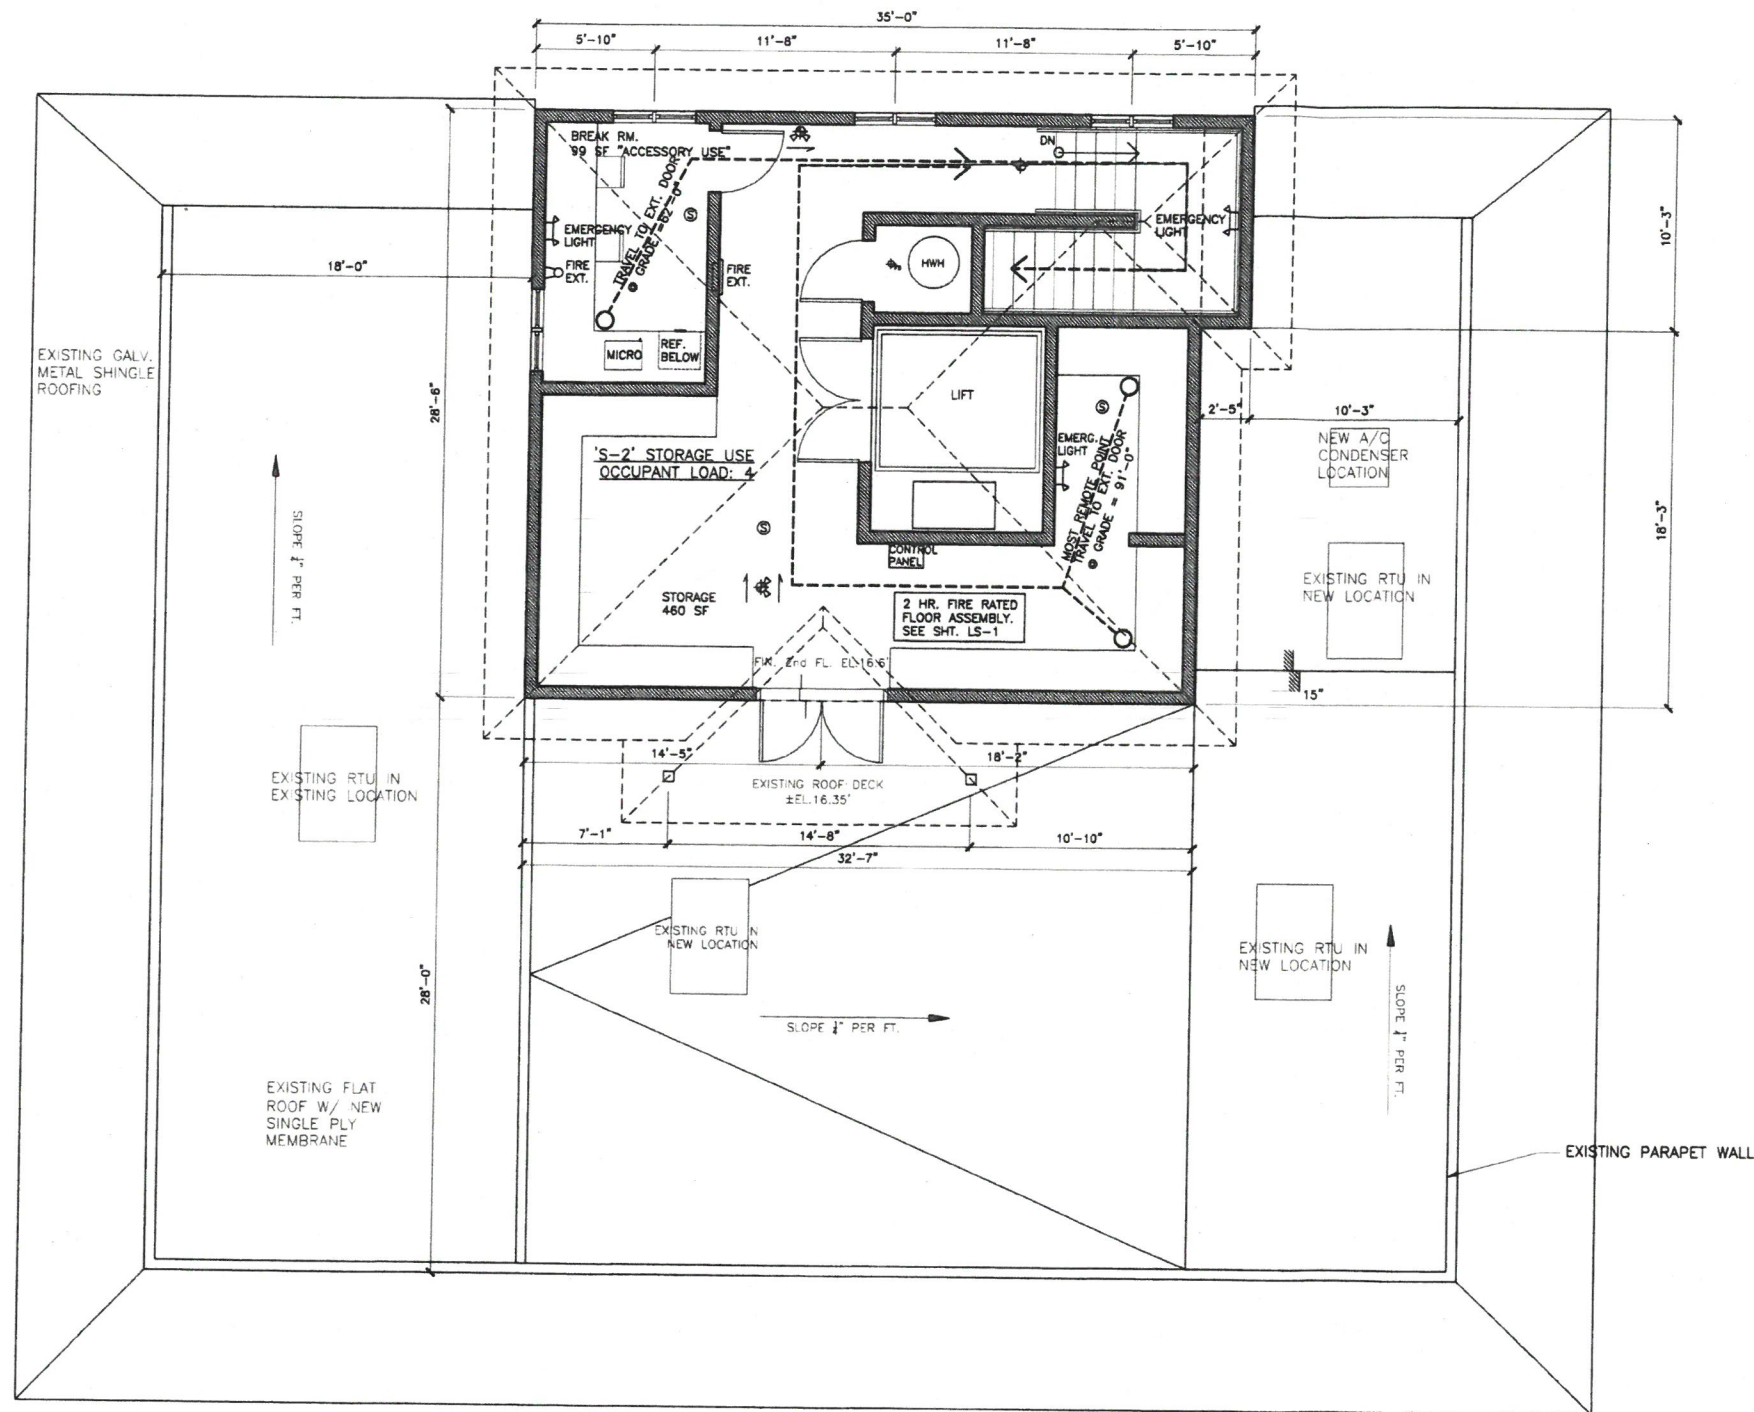 35'-0"
5'-10"
11'-8"
11'-8"
5'-10"
BREAK RM.
99 SF "ACCESSORY USE"
DN
TRAVEL TO EXT. DOOR
GRADE = 62'-0"
EMERGENCY
LIGHT
FIRE
EXT.
FIRE
EXT.
HWH
EMERGENCY
LIGHT
10'-3"
18'-0"
S
MICRO
REF.
BELOW
EXISTING GALV.
METAL SHINGLE
ROOFING
28'-6"
LIFT
S
2'-5"
10'-3"
NEW A/C
CONDENSER
LOCATION
'S-2' STORAGE USE
OCCUPANT LOAD: 4
EMERG.
LIGHT
MOST REMOTE POINT
TRAVEL TO EXT. DOOR
GRADE = 91'-0"
18'-3"
SLOPE ¼" PER FT.
S
CONTROL
PANEL
EXISTING RTU IN
NEW LOCATION
STORAGE
460 SF
2 HR. FIRE RATED
FLOOR ASSEMBLY.
SEE SHT. LS-1
FIN. 2nd FL. EL.16.6'
15"
14'-5"
18'-2"
EXISTING RTU IN
EXISTING LOCATION
EXISTING ROOF DECK
±EL.16.35'
7'-1"
14'-8"
10'-10"
32'-7"
EXISTING RTU IN
NEW LOCATION
EXISTING RTU IN
NEW LOCATION
28'-0"
SLOPE ¼" PER FT.
SLOPE ¼" PER FT.
EXISTING FLAT
ROOF W/ NEW
SINGLE PLY
MEMBRANE
EXISTING PARAPET WALL